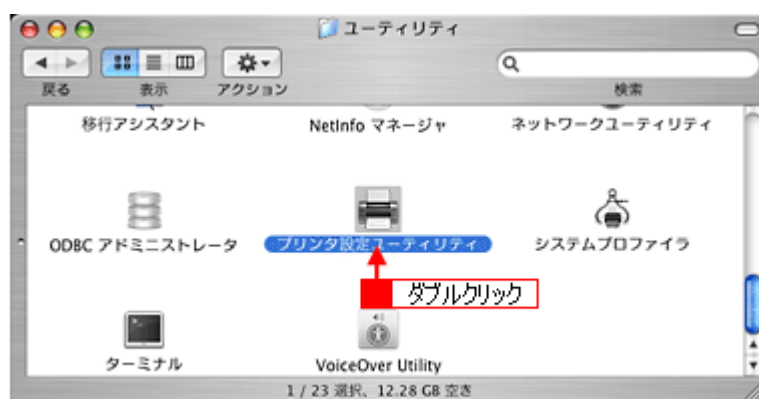 ユーティリティ
戻る 表示 アクション 検索
移行アシスタント NetInfo マネージャ ネットワークユーティリティ
ODBC アドミニストレータ プリンタ設定ユーティリティ システムプロファイラ
ダブルクリック
ターミナル VoiceOver Utility
1 / 23 選択、12.28 GB 空き